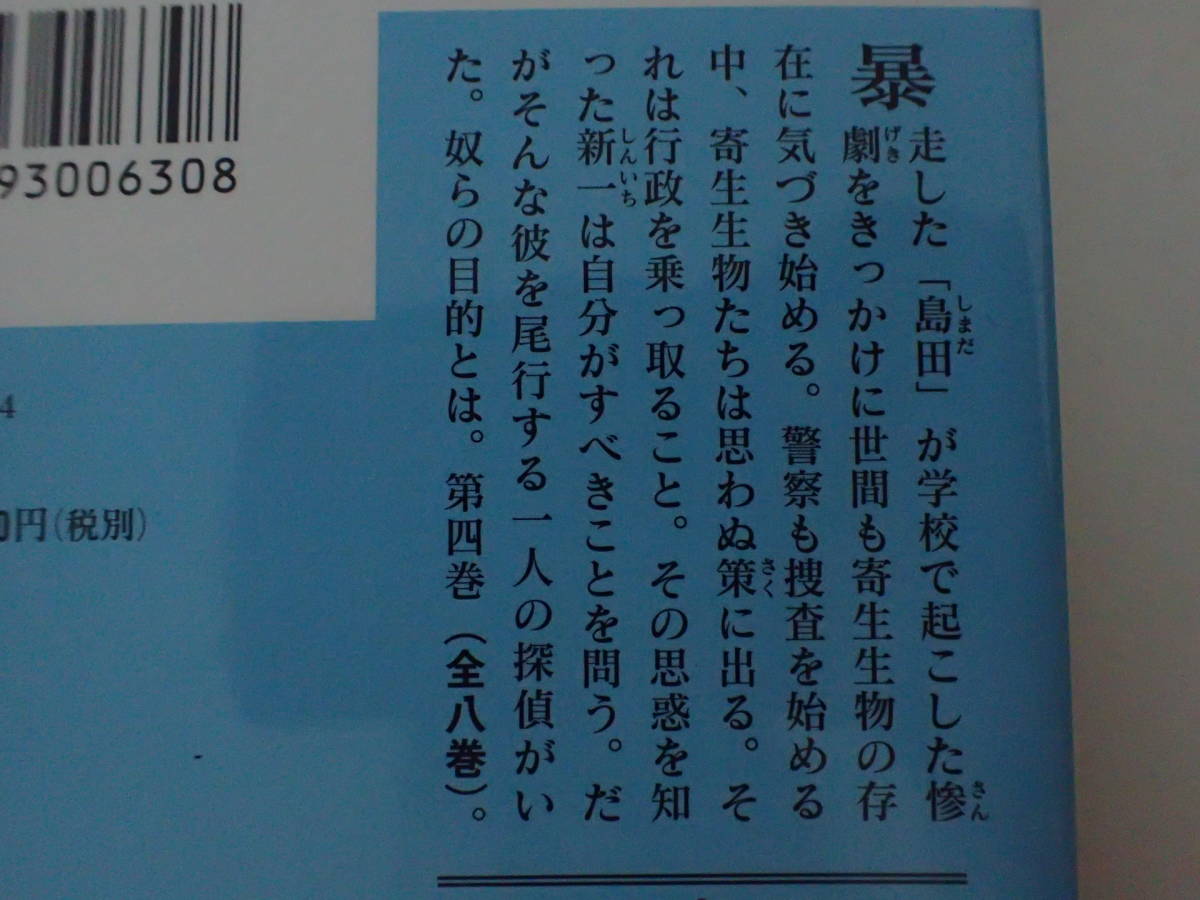 暴走した「島田」が学校で起こした惨
劇をきっかけに世間も寄生生物の存
在に気づき始める。警察も捜査を始める
中、寄生生物たちは思わぬ策に出る。そ
れは行政を乗っ取ること。その思惑を知
った新一は自分がすべきことを問う。だ
がそんな彼を尾行する一人の探偵がい
た。奴らの目的とは。第四巻（全八巻）。
93006308
4
0円(税別)